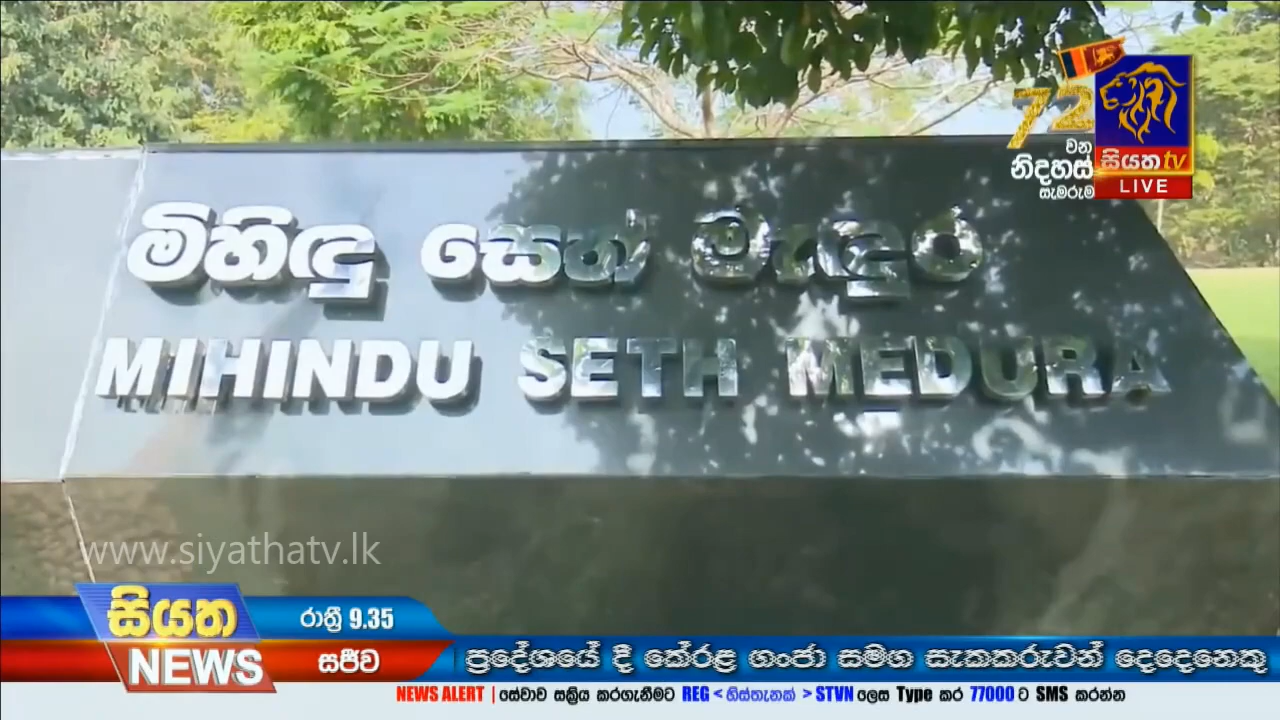 72
වන
නිදහස්
සැමරුම
සියත tv
LIVE
මිහිඳු සෙත් මැඳුර
MIHINDU SETH MEDURA
www.siyathatv.lk
සියත
NEWS
රාත්‍රී 9.35
සජීව
ප්‍රදේශයේ දී කේරළ ගංජා සමග සැකකරුවන් දෙදෙනෙකු
NEWS ALERT | සේවාව සක්‍රිය කරගැනීමට REG < හිස්තැනක් > STVN ලෙස Type කර 77000 ට SMS කරන්න